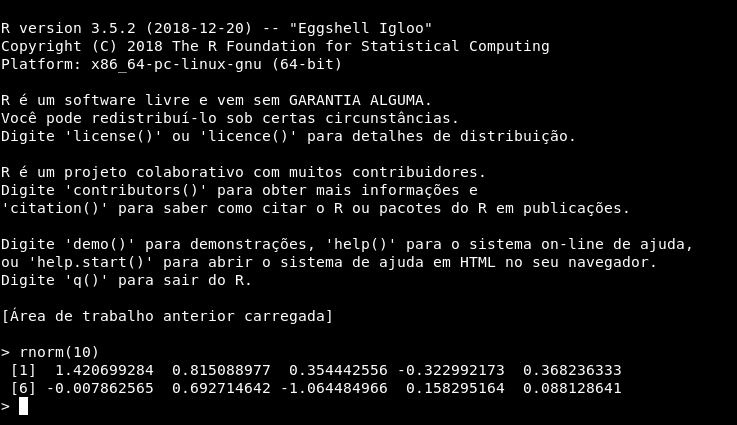 R version 3.5.2 (2018-12-20) -- "Eggshell Igloo"
Copyright (C) 2018 The R Foundation for Statistical Computing
Platform: x86_64-pc-linux-gnu (64-bit)
R é um software livre e vem sem GARANTIA ALGUMA.
Você pode redistribuí-lo sob certas circunstâncias.
Digite 'license()' ou 'licence()' para detalhes de distribuição.
R é um projeto colaborativo com muitos contribuidores.
Digite 'contributors()' para obter mais informações e
'citation()' para saber como citar o R ou pacotes do R em publicações.
Digite 'demo()' para demonstrações, 'help()' para o sistema on-line de ajuda,
ou 'help.start()' para abrir o sistema de ajuda em HTML no seu navegador.
Digite 'q()' para sair do R.
[Área de trabalho anterior carregada]
> rnorm(10)
 [1]  1.420699284  0.815088977  0.354442556 -0.322992173  0.368236333
 [6] -0.007862565  0.692714642 -1.064484966  0.158295164  0.088128641
>